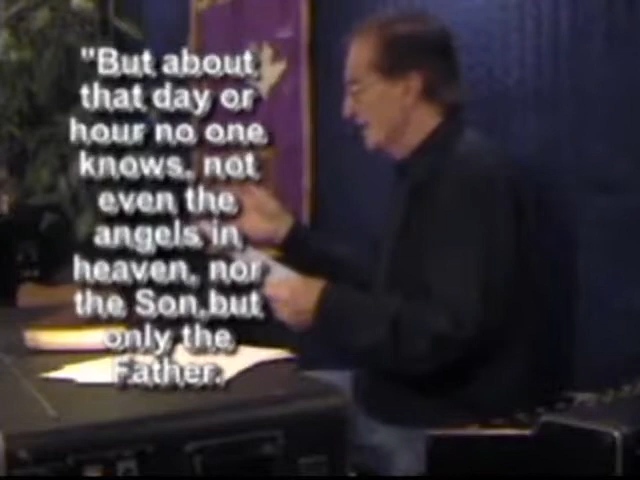 "But about
that day or
hour no one
knows, not
even the
angels in
heaven, nor
the Son,but
only the
Father.